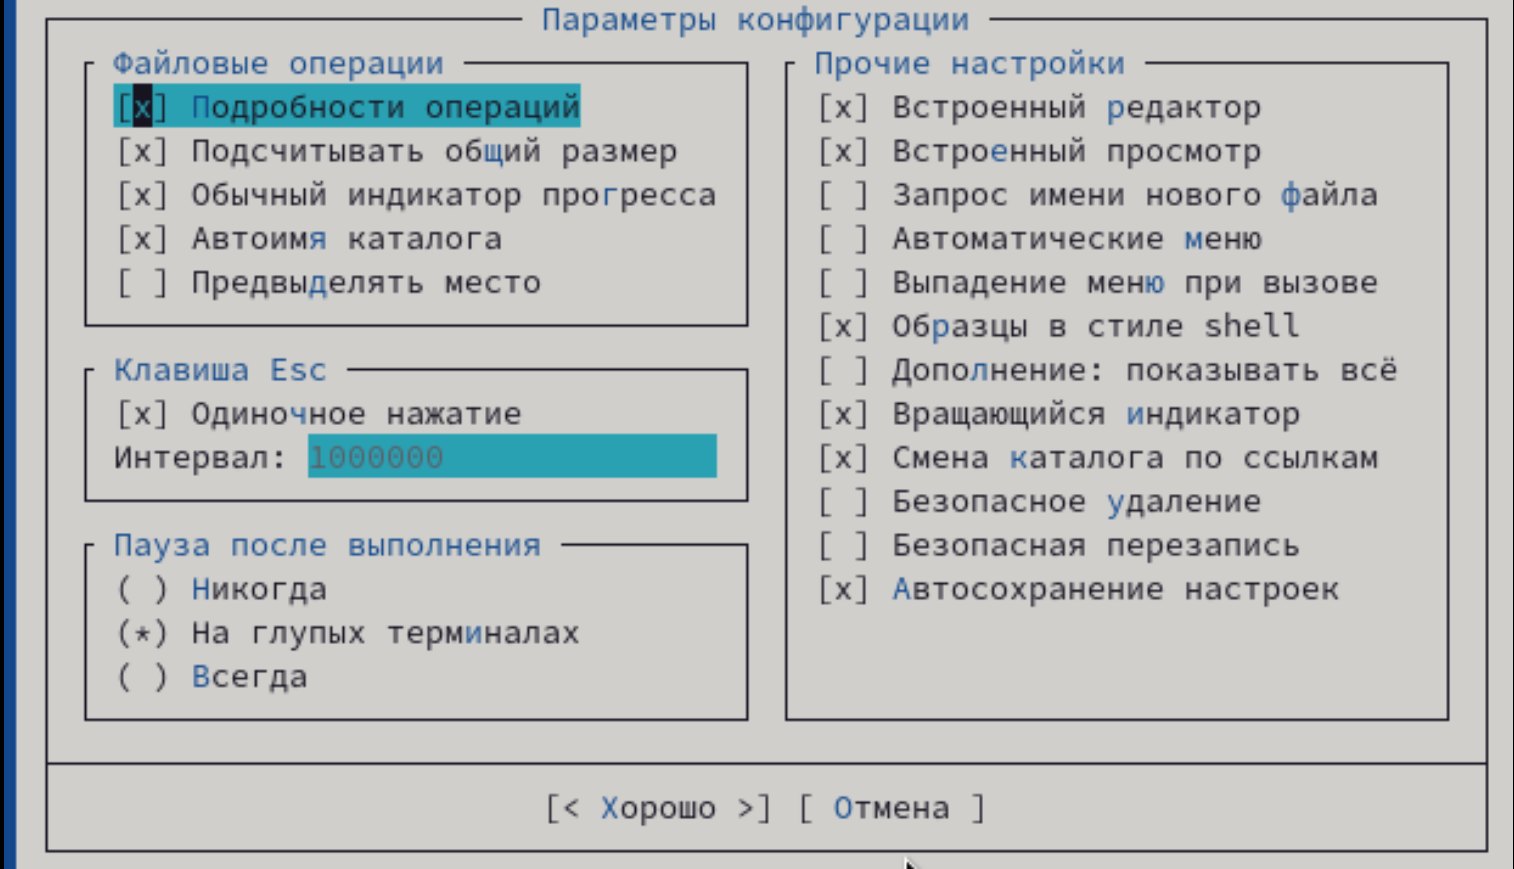 Параметры конфигурации
Файловые операции
[x] Подробности операций
[x] Подсчитывать общий размер
[x] Обычный индикатор прогресса
[x] Автоимя каталога
[ ] Предвыделять место
Клавиша Esc
[x] Одиночное нажатие
Интервал: 1000000
Пауза после выполнения
( ) Никогда
(*) На глупых терминалах
( ) Всегда
Прочие настройки
[x] Встроенный редактор
[x] Встроенный просмотр
[ ] Запрос имени нового файла
[ ] Автоматические меню
[ ] Выпадение меню при вызове
[x] Образцы в стиле shell
[ ] Дополнение: показывать всё
[x] Вращающийся индикатор
[x] Смена каталога по ссылкам
[ ] Безопасное удаление
[ ] Безопасная перезапись
[x] Автосохранение настроек
[< Хорошо >] [ Отмена ]